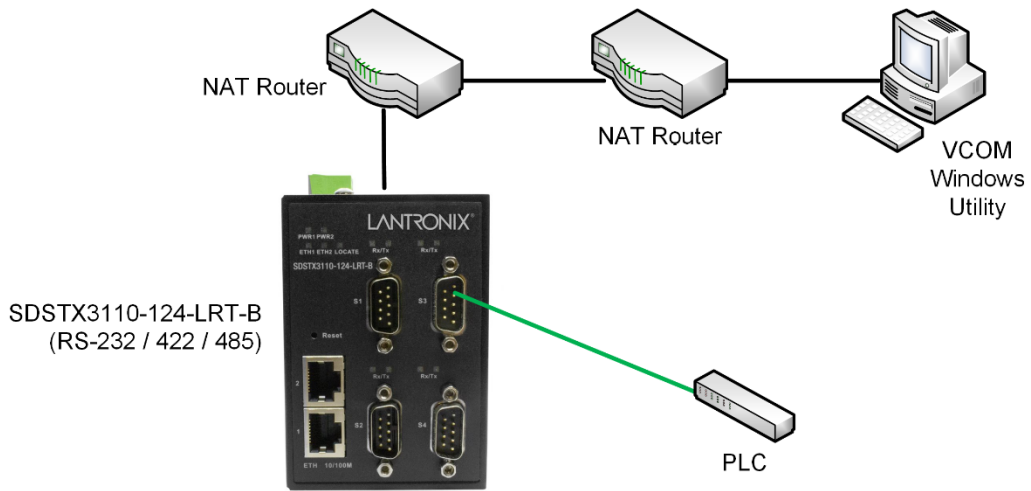 NAT Router
NAT Router
VCOM
Windows
Utility
LANTRONIX®
PWR1 PWR2
ETH1 ETH2 LOCATE
Rx/Tx
Rx/Tx
SDSTX3110-124-LRT-B
S1
S3
SDSTX3110-124-LRT-B
(RS-232 / 422 / 485)
Reset
Rx/Tx
Rx/Tx
2
S2
S4
1
ETH 10/100M
PLC